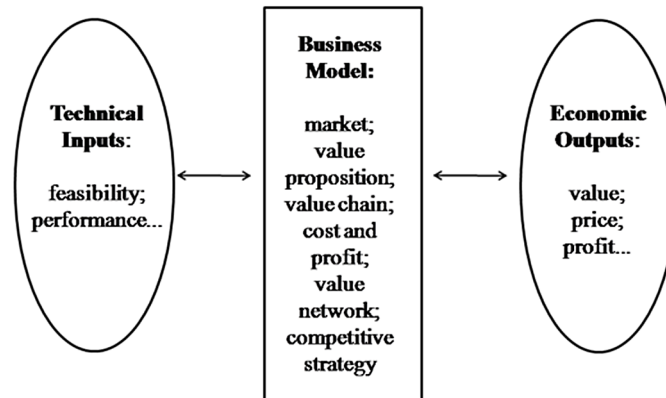 Technical
Inputs:
feasibility;
performance...
Business
Model:
market;
value
proposition;
value chain;
cost and
profit;
value
network;
competitive
strategy
Economic
Outputs:
value;
price;
profit...